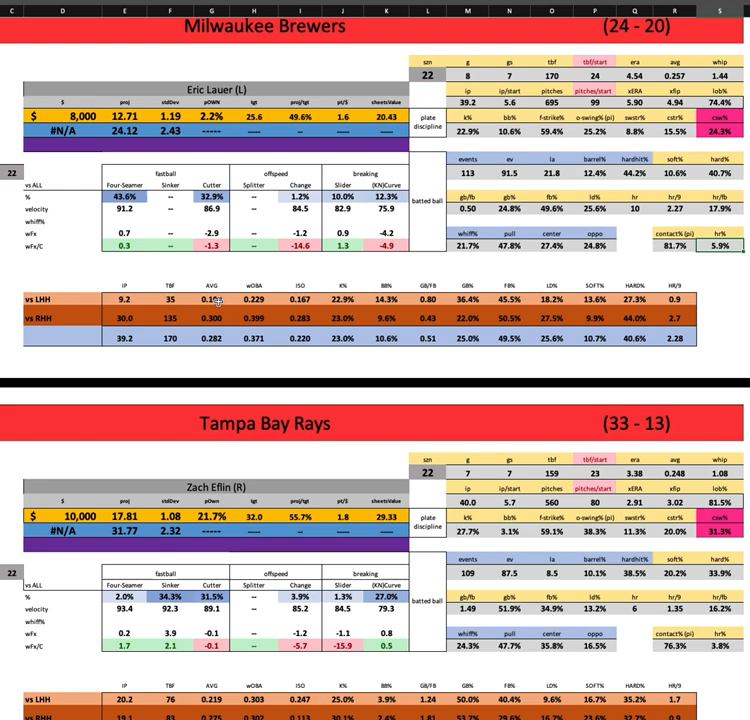 C D E F G H I J K L M N O P Q R S
Milwaukee Brewers (24 - 20)
szn g gs tbf tbf/start era avg whip
22 8 7 170 24 4.54 0.257 1.44
Eric Lauer (L) ip ip/start pitches pitches/start xERA xfip lob%
$ proj stdDev pOWN tgt proj/tgt pt/$ sheetsValue 39.2 5.6 695 99 5.90 4.94 74.4%
$ 8,000 12.71 1.19 2.2% 25.6 49.6% 1.6 20.43 plate discipline k% bb% f-strike% o-swing% (pi) swstr% cstr% csw%
#N/A 24.12 2.43 ----- ---- -- ---- 22.9% 10.6% 59.4% 25.2% 8.8% 15.5% 24.3%
events ev la barrel% hardhit% soft% hard%
22 fastball offspeed breaking 113 91.5 21.8 12.4% 44.2% 10.6% 40.7%
vs ALL Four-Seamer Sinker Cutter Splitter Change Slider (KN)Curve
% 43.6% -- 32.9% -- 1.2% 10.0% 12.3% batted ball gb/fb gb% fb% ld% hr hr/9 hr/fb
velocity 91.2 -- 86.9 -- 84.5 82.9 75.9 0.50 24.8% 49.6% 25.6% 10 2.27 17.9%
whiff%
wFx 0.7 -- -2.9 -- -1.2 0.9 -4.2 whiff% pull center oppo contact% (pi) hr%
wFx/C 0.3 -- -1.3 -- -14.6 1.3 -4.9 21.7% 47.8% 27.4% 24.8% 81.7% 5.9%
IP TBF AVG wOBA ISO K% BB% GB/FB GB% FB% LD% SOFT% HARD% HR/9
vs LHH 9.2 35 0.229 0.167 22.9% 14.3% 0.80 36.4% 45.5% 18.2% 13.6% 27.3% 0.9
vs RHH 30.0 135 0.300 0.399 0.283 23.0% 9.6% 0.43 22.0% 50.5% 27.5% 9.9% 44.0% 2.7
39.2 170 0.282 0.371 0.220 23.0% 10.6% 0.51 25.0% 49.5% 25.6% 10.7% 40.6% 2.28
Tampa Bay Rays (33 - 13)
szn g gs tbf tbf/start era avg whip
22 7 7 159 23 3.38 0.248 1.08
Zach Eflin (R) ip ip/start pitches pitches/start xERA xfip lob%
$ proj stdDev pOwn tgt proj/tgt pt/$ sheetsValue 40.0 5.7 560 80 2.91 3.02 81.5%
$ 10,000 17.81 1.08 21.7% 32.0 55.7% 1.8 29.33 plate discipline k% bb% f-strike% o-swing% (pi) swstr% cstr% csw%
#N/A 31.77 2.32 ----- ---- -- ---- 27.7% 3.1% 59.1% 38.3% 11.3% 20.0% 31.3%
events ev la barrel% hardhit% soft% hard%
22 fastball offspeed breaking 109 87.5 8.5 10.1% 38.5% 20.2% 33.9%
vs ALL Four-Seamer Sinker Cutter Splitter Change Slider (KN)Curve
% 2.0% 34.3% 31.5% -- 3.9% 1.3% 27.0% batted ball gb/fb gb% fb% ld% hr hr/9 hr/fb
velocity 93.4 92.3 89.1 -- 85.2 84.5 79.3 1.49 51.9% 34.9% 13.2% 6 1.35 16.2%
whiff%
wFx 0.2 3.9 -0.1 -- -1.2 -1.1 0.8 whiff% pull center oppo contact% (pi) hr%
wFx/C 1.7 2.1 -0.1 -- -5.7 -15.9 0.5 24.3% 47.7% 35.8% 16.5% 76.3% 3.8%
IP TBF AVG wOBA ISO K% BB% GB/FB GB% FB% LD% SOFT% HARD% HR/9
vs LHH 20.2 76 0.219 0.303 0.247 25.0% 3.9% 1.24 50.0% 40.4% 9.6% 16.7% 35.2% 1.7